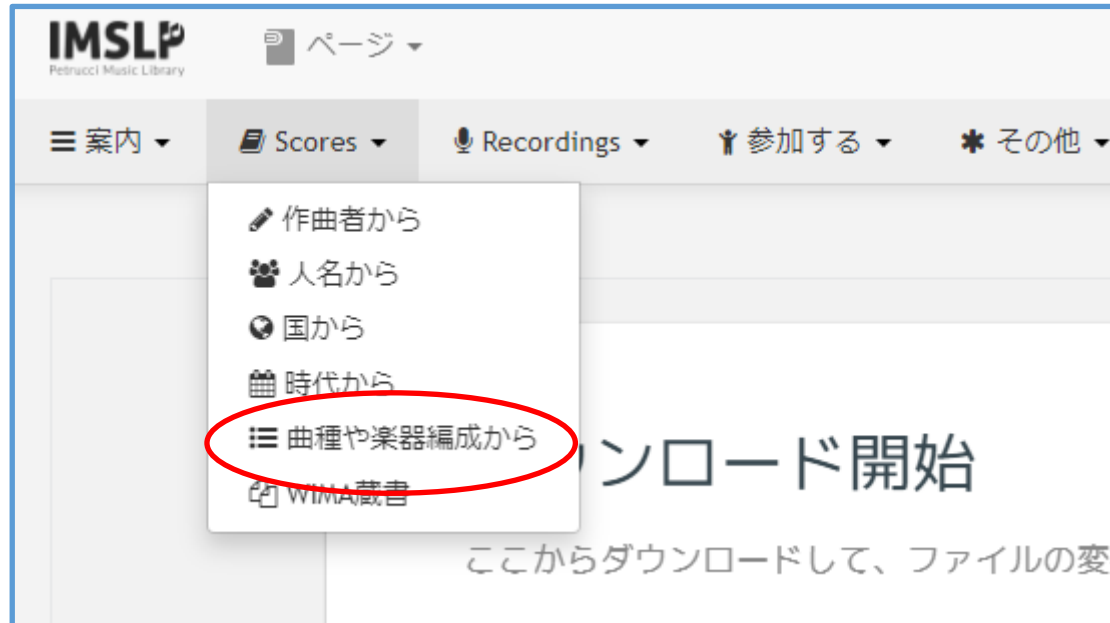 IMSLP
Petrucci Music Library
ページ
案内
Scores
Recordings
参加する
その他
作曲者から
人名から
国から
時代から
曲種や楽器編成から
WIMA蔵書
ンロード開始
ここからダウンロードして、ファイルの変